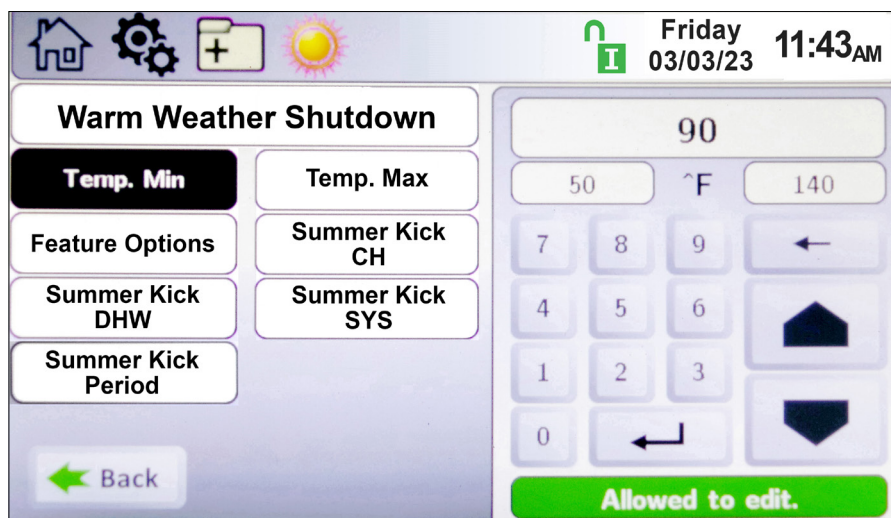 Friday
03/03/23
11:43AM
I
Warm Weather Shutdown
90
Temp. Min
Temp. Max
50
^F
140
Feature Options
Summer Kick
CH
7
8
9
Summer Kick
DHW
Summer Kick
SYS
4
5
6
Summer Kick
Period
1
2
3
0
Back
Allowed to edit.